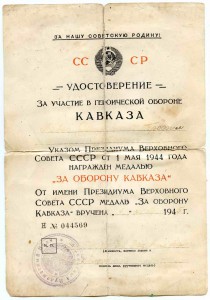 ЗА НАШУ СОВЕТСКУЮ РОДИНУ!
СС СР
УДОСТОВЕРЕНИЕ
ЗА УЧАСТИЕ В ГЕРОИЧЕСКОЙ ОБОРОНЕ
КАВКАЗА
УКАЗОМ ПРЕЗИДИУМА ВЕРХОВНОГО
СОВЕТА СССР ОТ 1 МАЯ 1944 ГОДА
НАГРАЖДЕН МЕДАЛЬЮ
"ЗА ОБОРОНУ КАВКАЗА"
ОТ ИМЕНИ ПРЕЗИДИУМА ВЕРХОВНОГО
СОВЕТА СССР МЕДАЛЬ „ЗА ОБОРОНУ
КАВКАЗА" ВРУЧЕНА 194 г.
Н № 044569
М. П.